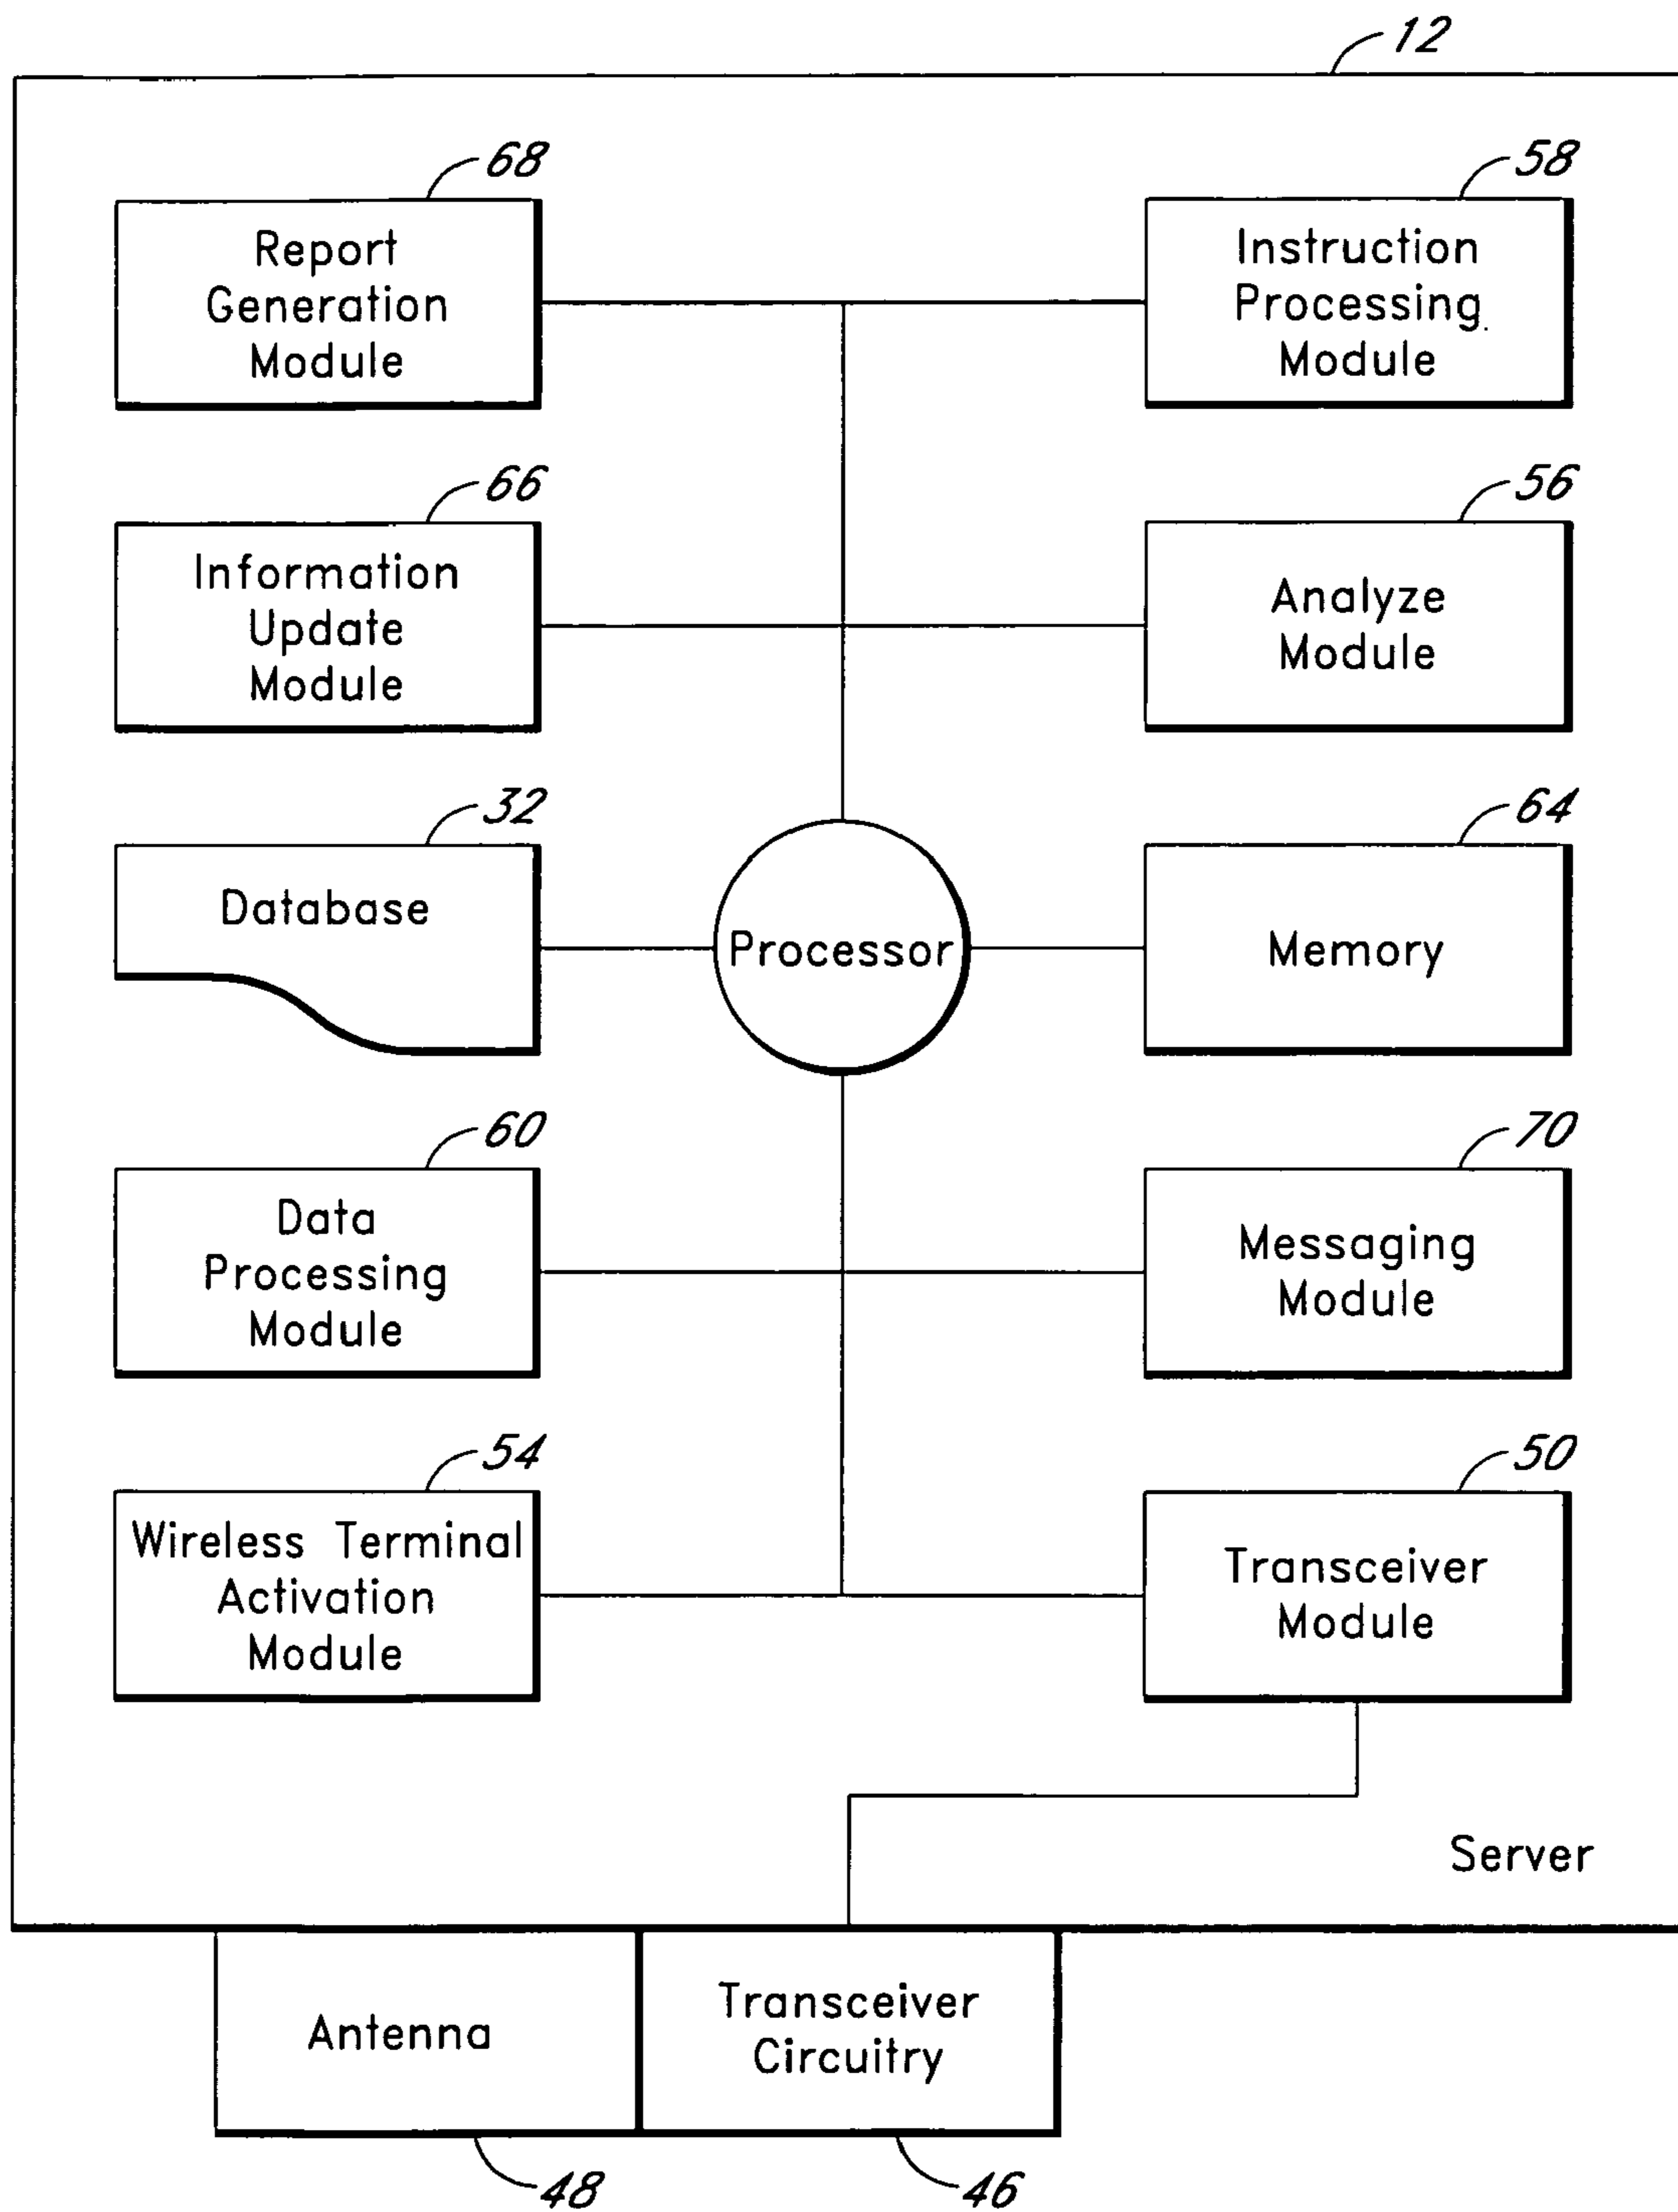 12
68
Report
Generation
Module
58
Instruction
Processing
Module
66
Information
Update
Module
56
Analyze
Module
32
Database
Processor
64
Memory
60
Data
Processing
Module
70
Messaging
Module
54
Wireless Terminal
Activation
Module
50
Transceiver
Module
Server
Antenna
Transceiver
Circuitry
48
46